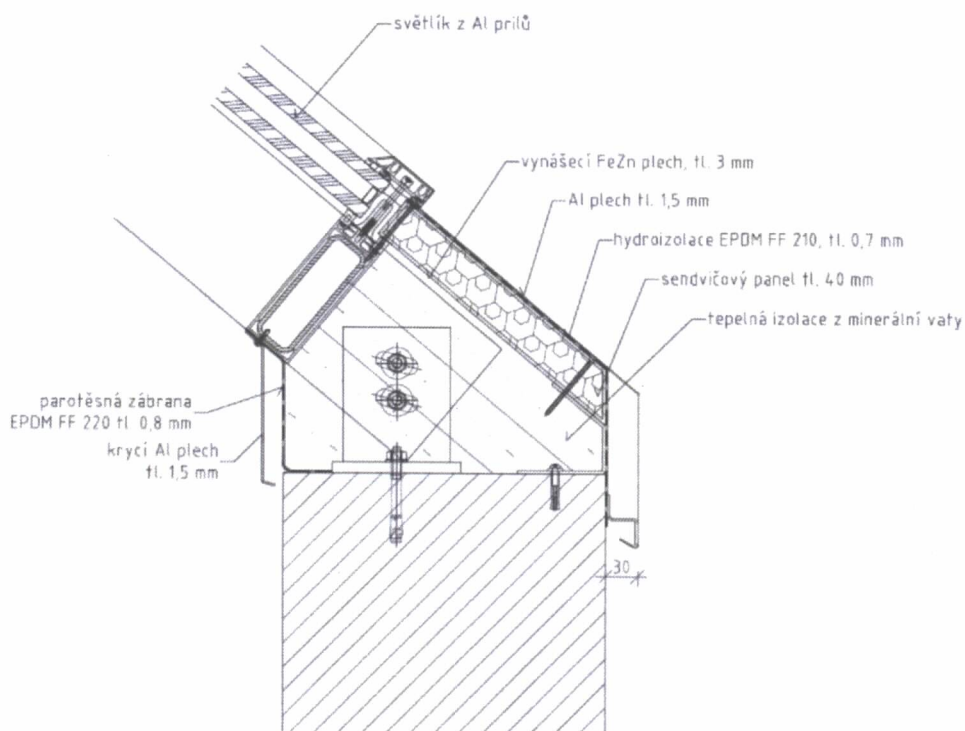 světlík z Al prilů
vynášecí FeZn plech, tl. 3 mm
Al plech tl. 1,5 mm
hydroizolace EPDM FF 210, tl. 0,7 mm
sendvičový panel tl. 40 mm
tepelná izolace z minerální vaty
parotěsná zábrana
EPDM FF 220 tl. 0,8 mm
krycí Al plech
tl. 1,5 mm
30